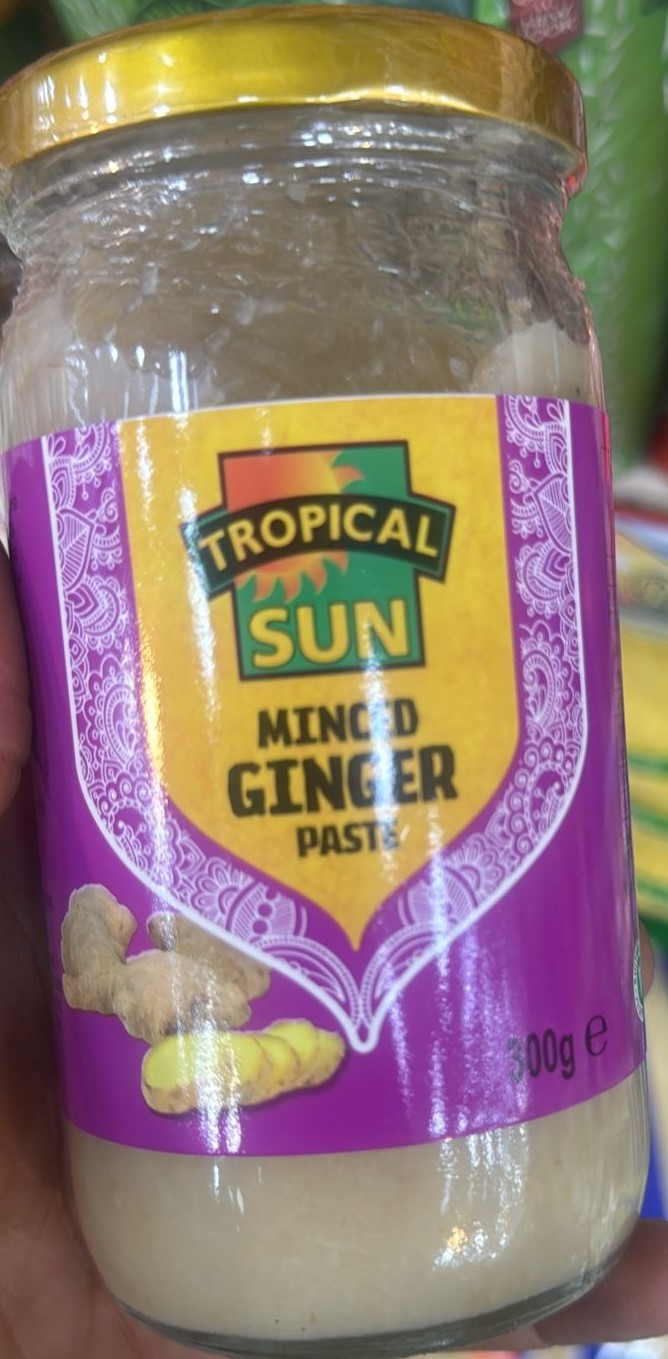 TROPICAL
SUN
MINCED
GINGER
PASTE
300g e